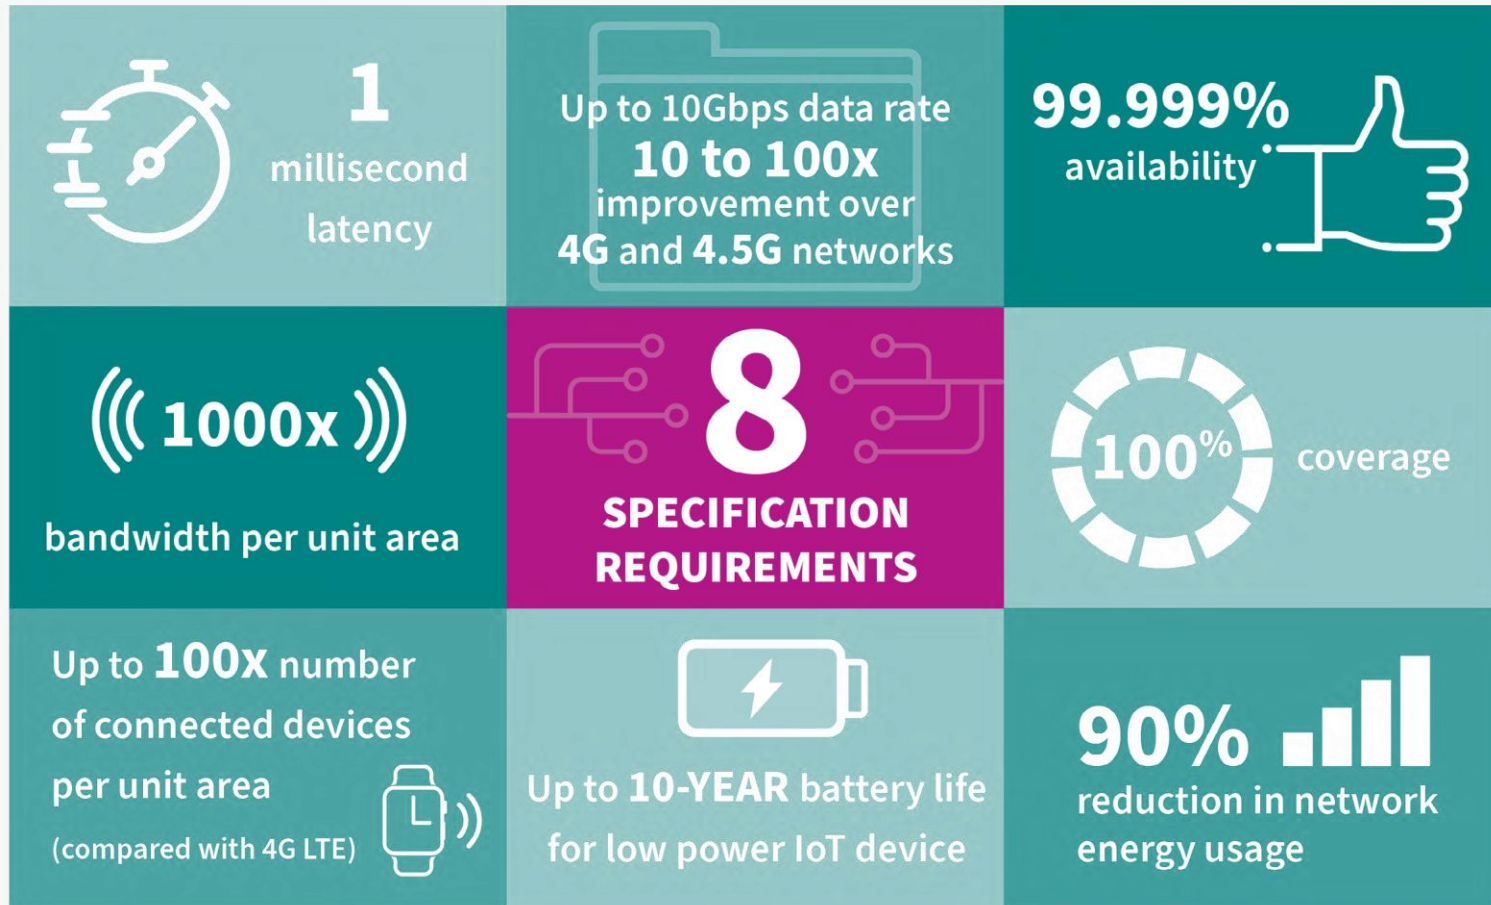 1
millisecond
latency
Up to 10Gbps data rate
10 to 100x
improvement over
4G and 4.5G networks
99.999%
availability
1000x
bandwidth per unit area
8
SPECIFICATION
REQUIREMENTS
100%
coverage
Up to 100X number
of connected devices
per unit area
(compared with 4G LTE)
Up to 10-YEAR battery life
for low power IoT device
90%
reduction in network
energy usage